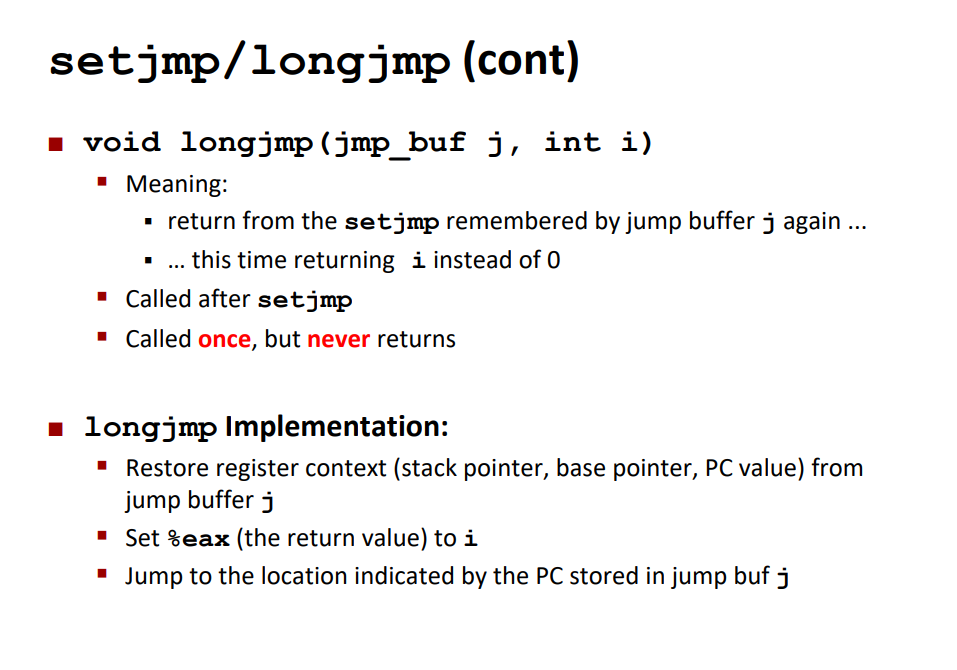 setjmp/longjmp (cont)
void longjmp(jmp_buf j, int i)
Meaning:
return from the setjmp remembered by jump buffer j again ...
... this time returning i instead of 0
Called after setjmp
Called once, but never returns
longjmp Implementation:
Restore register context (stack pointer, base pointer, PC value) from
jump buffer j
Set %eax (the return value) to i
Jump to the location indicated by the PC stored in jump buf j